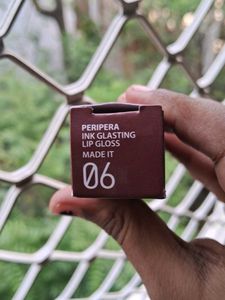 PERIPERA
INK GLASTING
LIP GLOSS
MADE IT
06